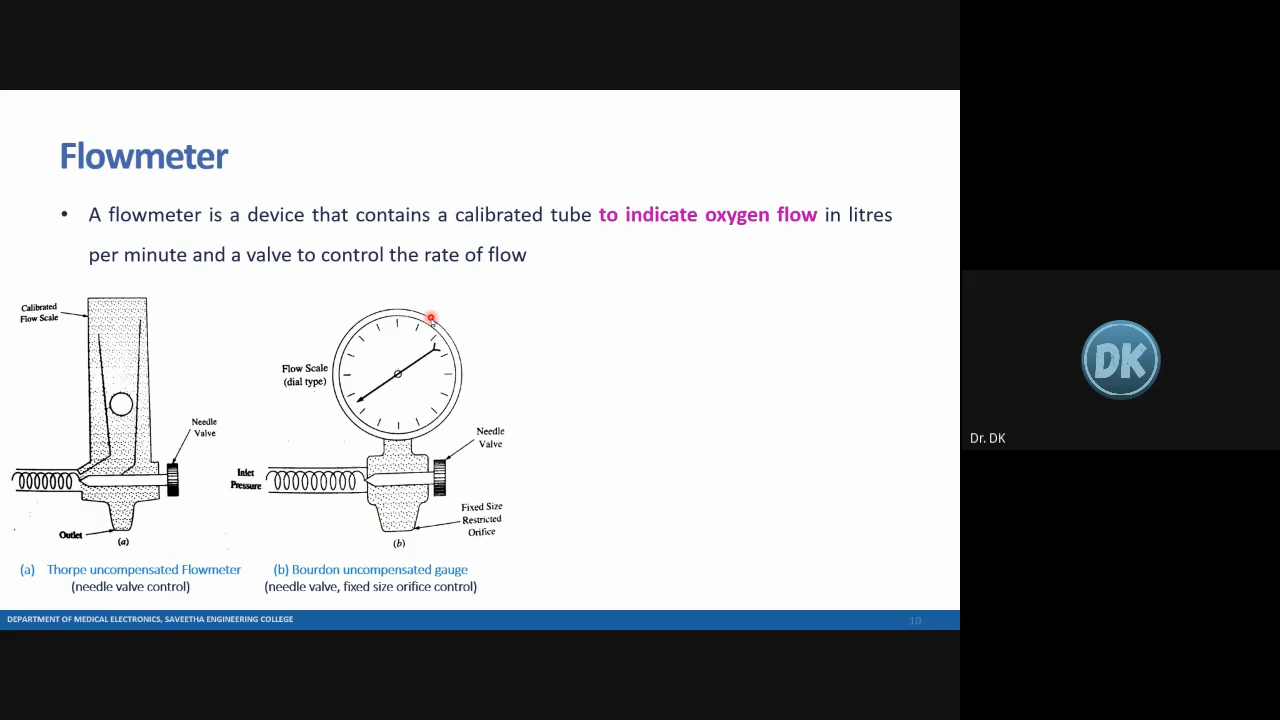 Flowmeter
• A flowmeter is a device that contains a calibrated tube to indicate oxygen flow in litres
per minute and a valve to control the rate of flow
Calibrated
Flow Scale
Needle
Valve
Outlet
(a)
Flow Scale
(dial type)
Needle
Valve
Inlet
Pressure
Fixed Size
Restricted
Orifice
(b)
(a) Thorpe uncompensated Flowmeter
(needle valve control)
(b) Bourdon uncompensated gauge
(needle valve, fixed size orifice control)
DEPARTMENT OF MEDICAL ELECTRONICS, SAVEETHA ENGINEERING COLLEGE
10
DK
Dr. DK